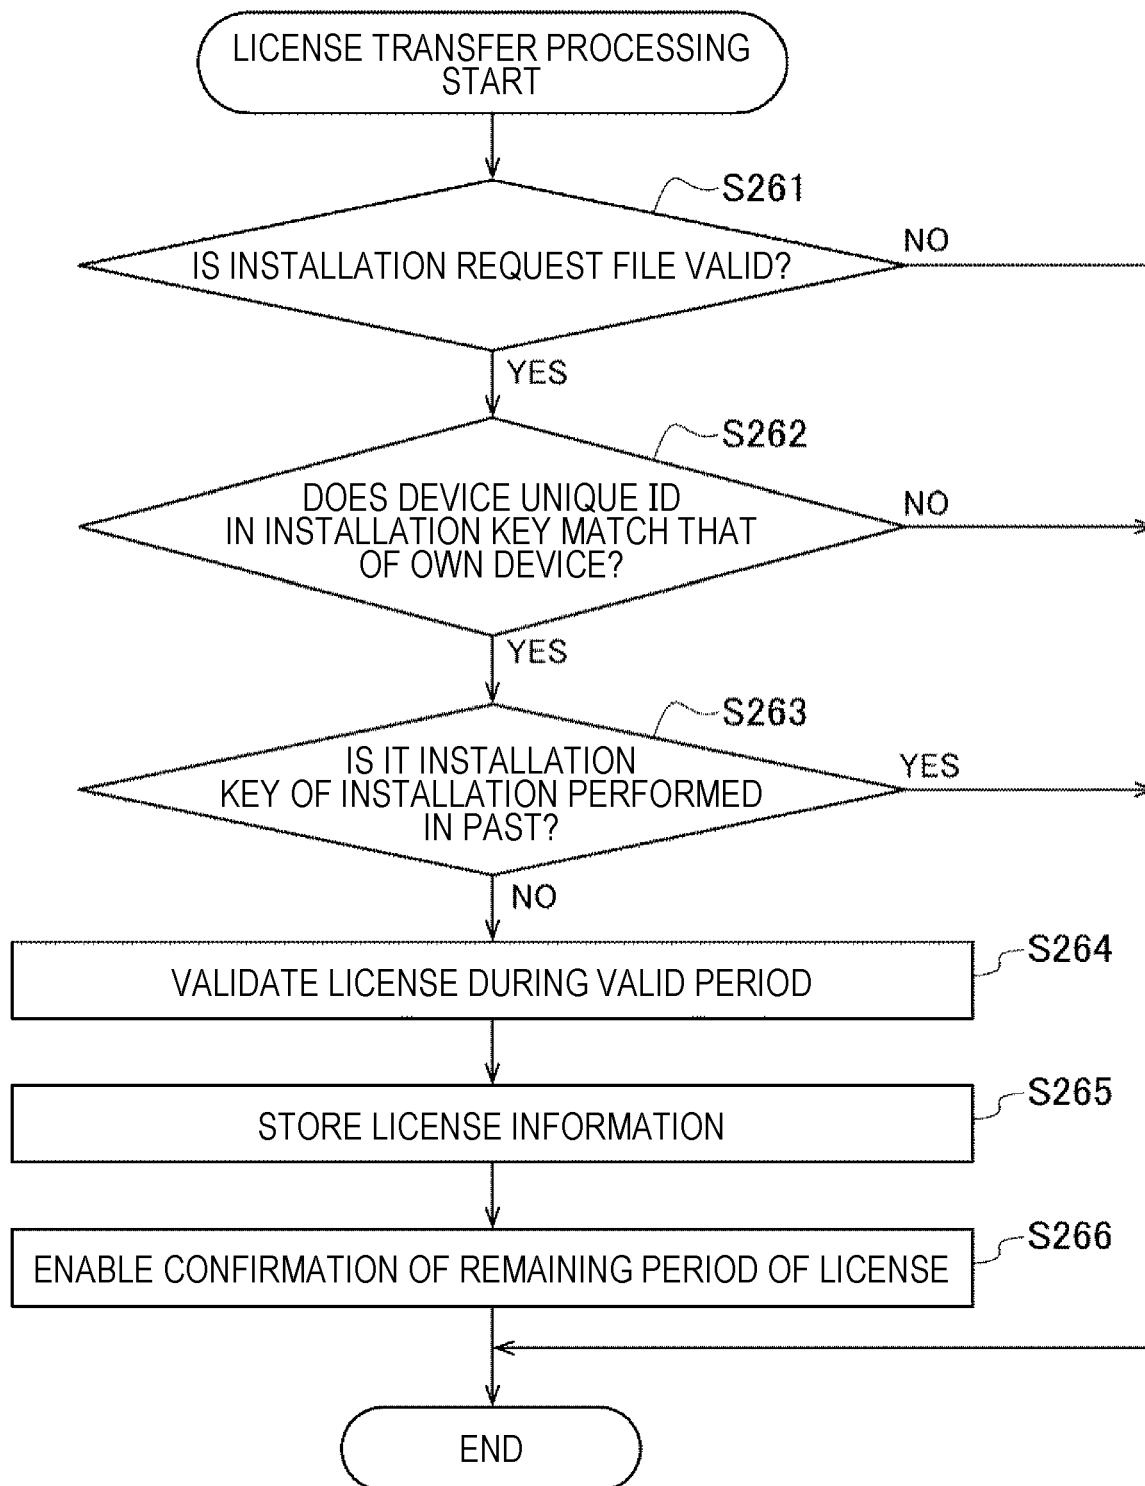 LICENSE TRANSFER PROCESSING
START
S261
NO
IS INSTALLATION REQUEST FILE VALID?
YES
S262
NO
DOES DEVICE UNIQUE ID
IN INSTALLATION KEY MATCH THAT
OF OWN DEVICE?
YES
S263
YES
IS IT INSTALLATION
KEY OF INSTALLATION PERFORMED
IN PAST?
NO
S264
VALIDATE LICENSE DURING VALID PERIOD
S265
STORE LICENSE INFORMATION
S266
ENABLE CONFIRMATION OF REMAINING PERIOD OF LICENSE
END